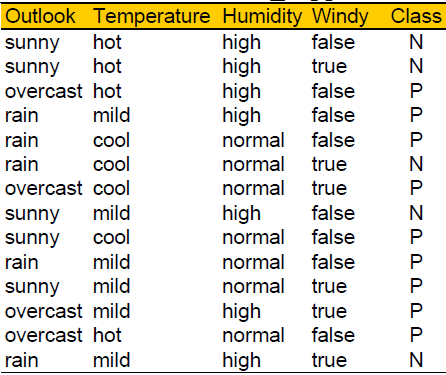 Outlook Temperature Humidity Windy Class
sunny hot high false N
sunny hot high true N
overcast hot high false P
rain mild high false P
rain cool normal false P
rain cool normal true N
overcast cool normal true P
sunny mild high false N
sunny cool normal false P
rain mild normal false P
sunny mild normal true P
overcast mild high true P
overcast hot normal false P
rain mild high true N